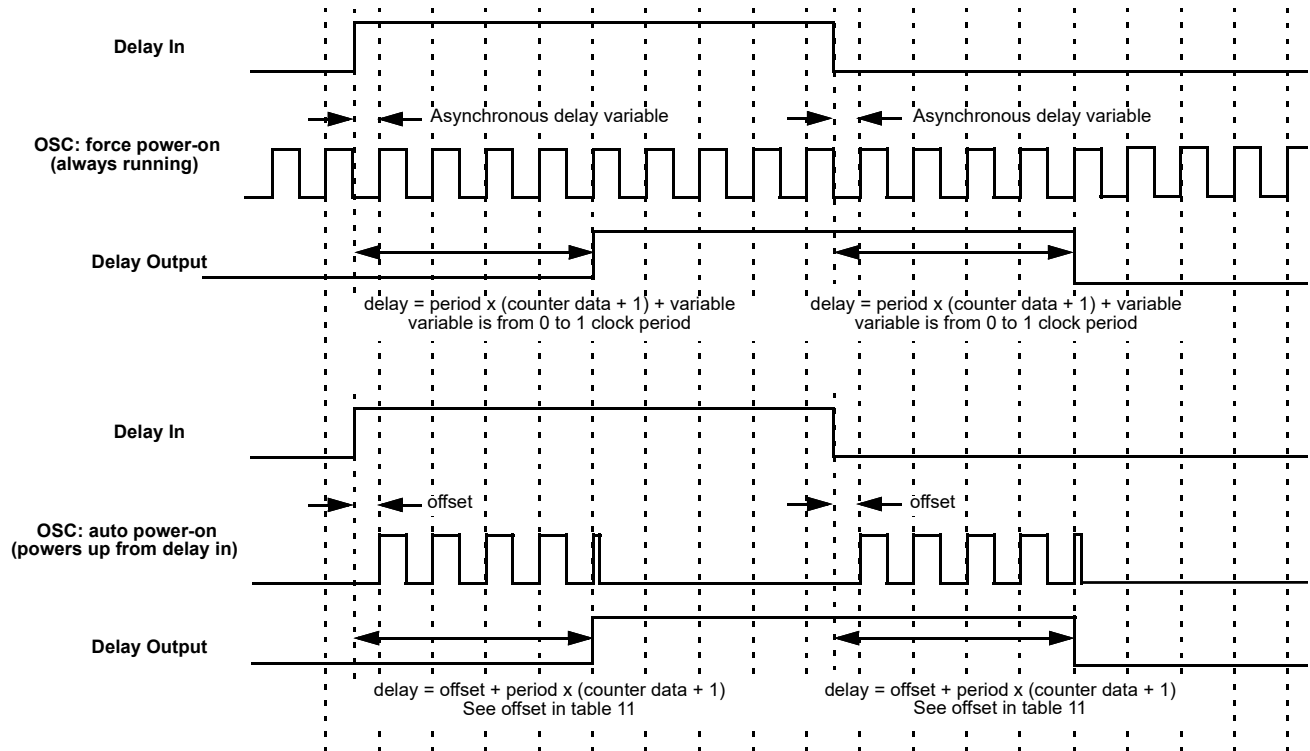 Delay In
Asynchronous delay variable
Asynchronous delay variable
OSC: force power-on
(always running)
Delay Output
delay = period x (counter data + 1) + variable
variable is from 0 to 1 clock period
delay = period x (counter data + 1) + variable
variable is from 0 to 1 clock period
Delay In
offset
offset
OSC: auto power-on
(powers up from delay in)
Delay Output
delay = offset + period x (counter data + 1)
See offset in table 11
delay = offset + period x (counter data + 1)
See offset in table 11